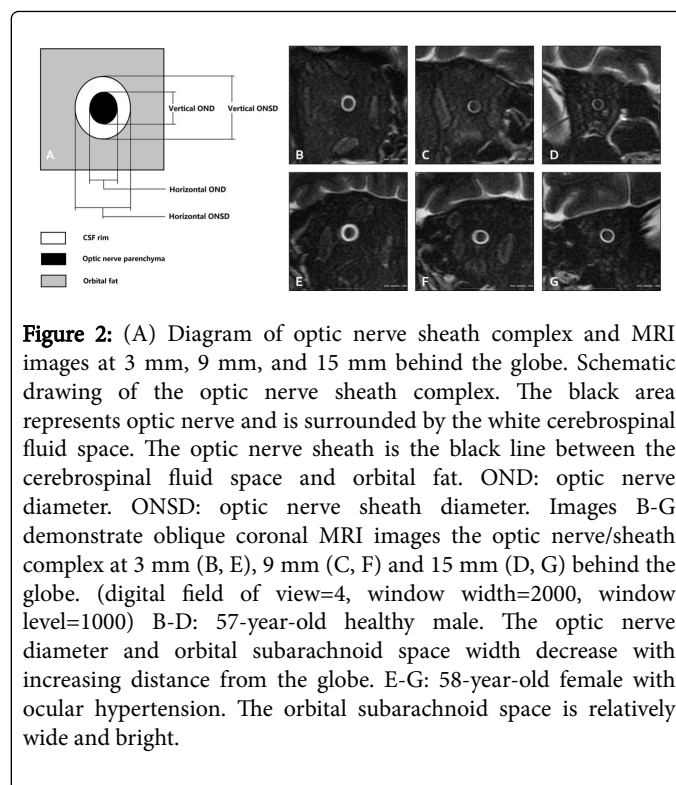 A
Vertical OND
Vertical ONSD
Horizontal OND
Horizontal ONSD
CSF rim
Optic nerve parenchyma
Orbital fat
B
C
D
E
F
G
Figure 2: (A) Diagram of optic nerve sheath complex and MRI
images at 3 mm, 9 mm, and 15 mm behind the globe. Schematic
drawing of the optic nerve sheath complex. The black area
represents optic nerve and is surrounded by the white cerebrospinal
fluid space. The optic nerve sheath is the black line between the
cerebrospinal fluid space and orbital fat. OND: optic nerve
diameter. ONSD: optic nerve sheath diameter. Images B-G
demonstrate oblique coronal MRI images the optic nerve/sheath
complex at 3 mm (B, E), 9 mm (C, F) and 15 mm (D, G) behind the
globe. (digital field of view=4, window width=2000, window
level=1000) B-D: 57-year-old healthy male. The optic nerve
diameter and orbital subarachnoid space width decrease with
increasing distance from the globe. E-G: 58-year-old female with
ocular hypertension. The orbital subarachnoid space is relatively
wide and bright.